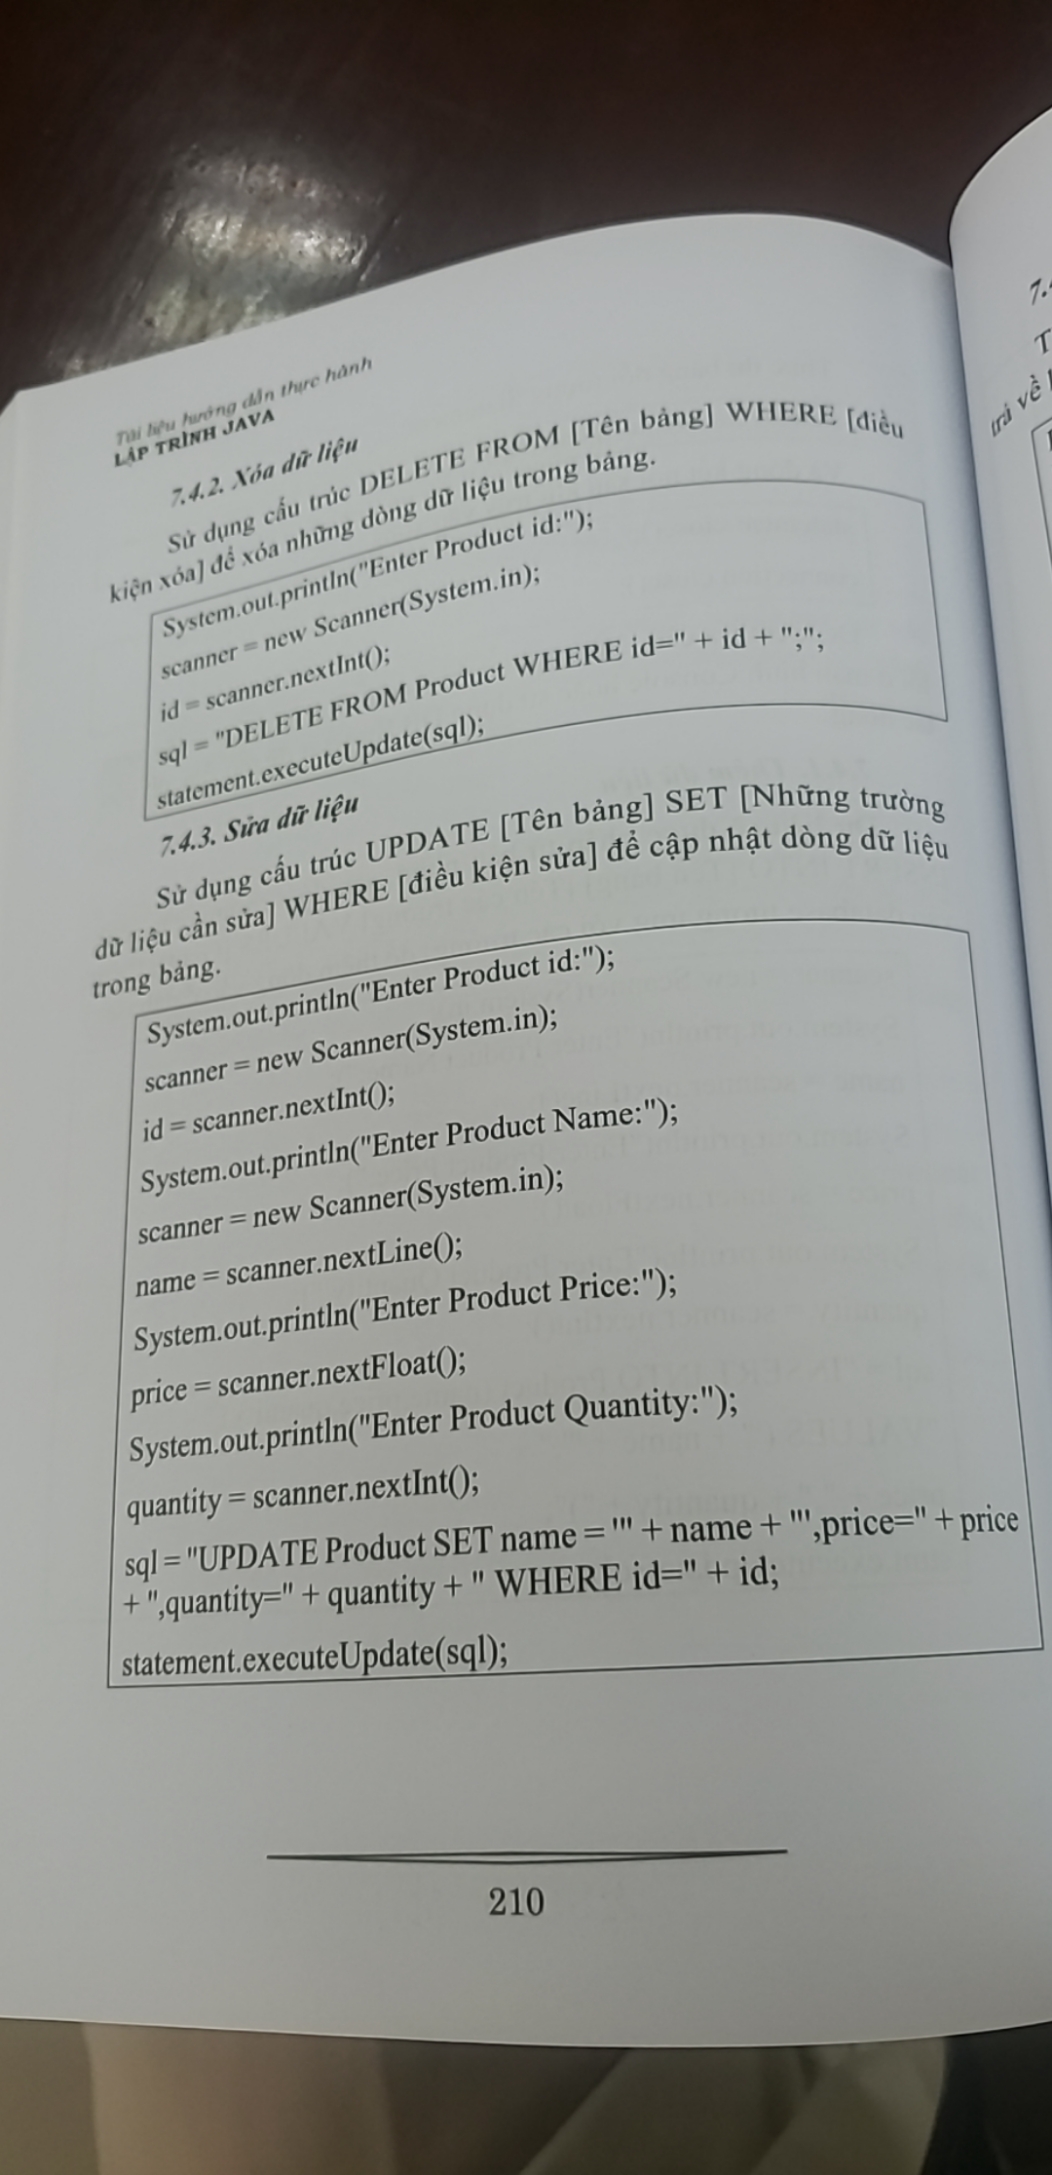 Tài liệu hướng dẫn thực hành
LẬP TRÌNH JAVA
7.4.2. Xóa dữ liệu
Sử dụng cấu trúc DELETE FROM [Tên bảng] WHERE [điều
kiện xóa] để xóa những dòng dữ liệu trong bảng.
System.out.println("Enter Product id:");
scanner = new Scanner(System.in);
id = scanner.nextInt();
sql = "DELETE FROM Product WHERE id=" + id + ";";
statement.executeUpdate(sql);
7.4.3. Sửa dữ liệu
Sử dụng cấu trúc UPDATE [Tên bảng] SET [Những trường
dữ liệu cần sửa] WHERE [điều kiện sửa] để cập nhật dòng dữ liệu
trong bảng.
System.out.println("Enter Product id:");
scanner = new Scanner(System.in);
id = scanner.nextInt();
System.out.println("Enter Product Name:");
scanner = new Scanner(System.in);
name = scanner.nextLine();
System.out.println("Enter Product Price:");
price = scanner.nextFloat();
System.out.println("Enter Product Quantity:");
quantity = scanner.nextInt();
sql = "UPDATE Product SET name = '" + name + "',price=" + price
+ ",quantity=" + quantity + " WHERE id=" + id;
statement.executeUpdate(sql);
210
trả về